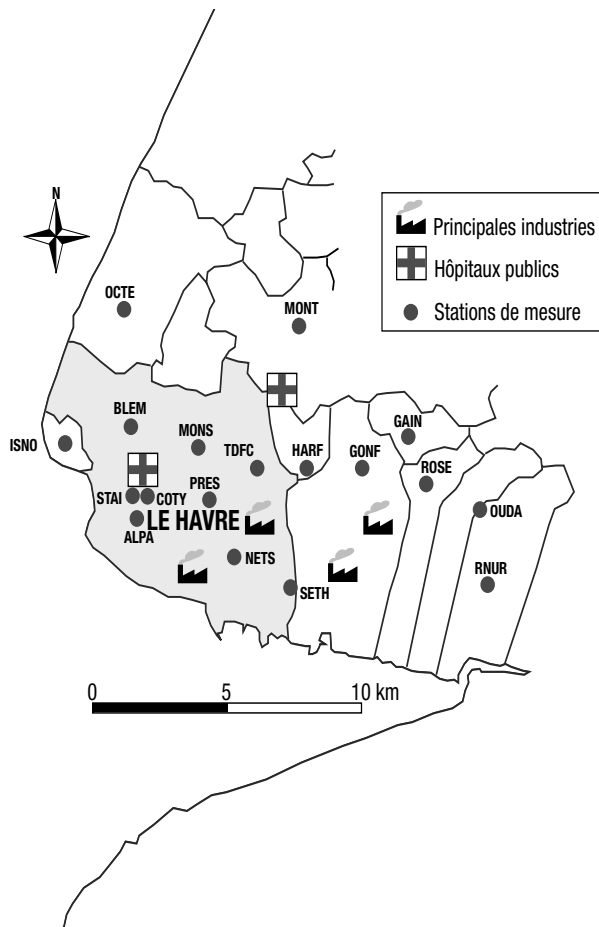 N
Principales industries
Hôpitaux publics
Stations de mesure
OCTE
MONT
BLEM
GAIN
ISNO
MONS
TDFC
HARF
GONF
ROSE
PRES
STAI
COTY
OUDA
LE HAVRE
ALPA
NETS
RNUR
SETH
0 5 10 km